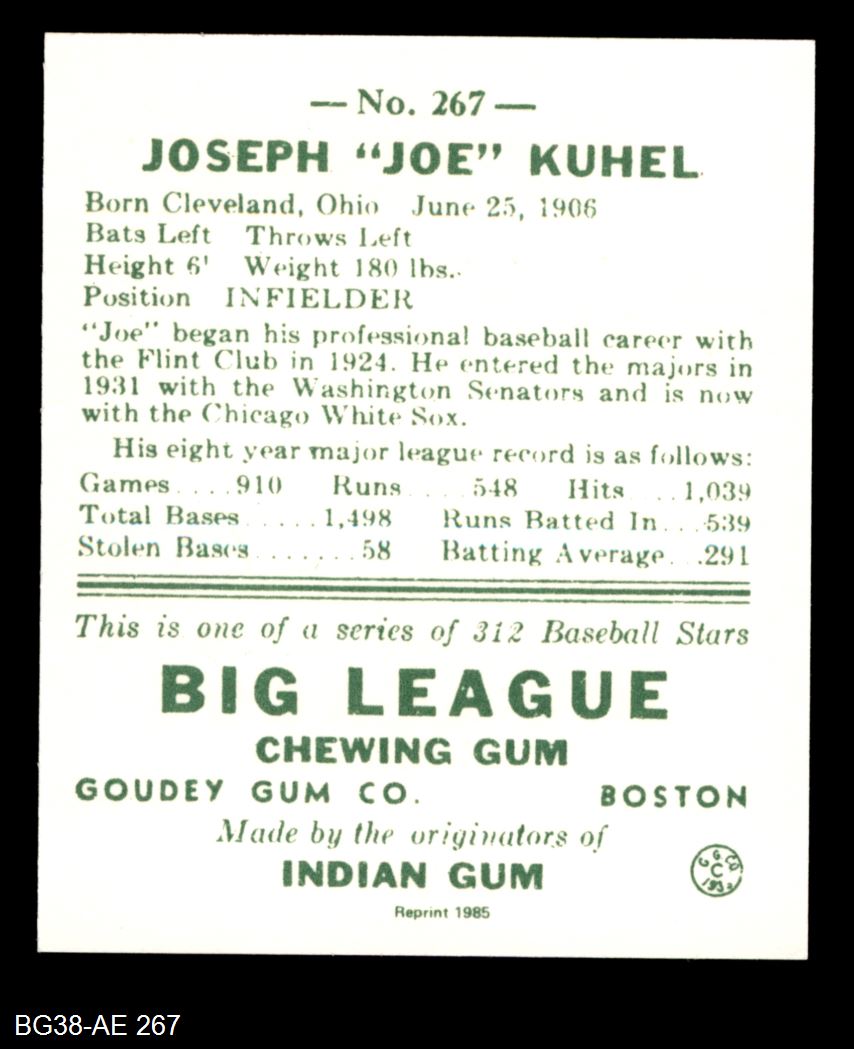 — No. 267 —
JOSEPH "JOE" KUHEL
Born Cleveland, Ohio June 25, 1906
Bats Left Throws Left
Height 6' Weight 180 lbs.
Position INFIELDER
"Joe" began his professional baseball career with
the Flint Club in 1924. He entered the majors in
1931 with the Washington Senators and is now
with the Chicago White Sox.
His eight year major league record is as follows:
Games....910 Runs....548 Hits...1,039
Total Bases.....1,498 Runs Batted In...539
Stolen Bases.......58 Batting Average...291
This is one of a series of 312 Baseball Stars
BIG LEAGUE
CHEWING GUM
GOUDEY GUM CO. BOSTON
Made by the originators of
INDIAN GUM
G G CO
C
Reprint 1985
BG38-AE 267